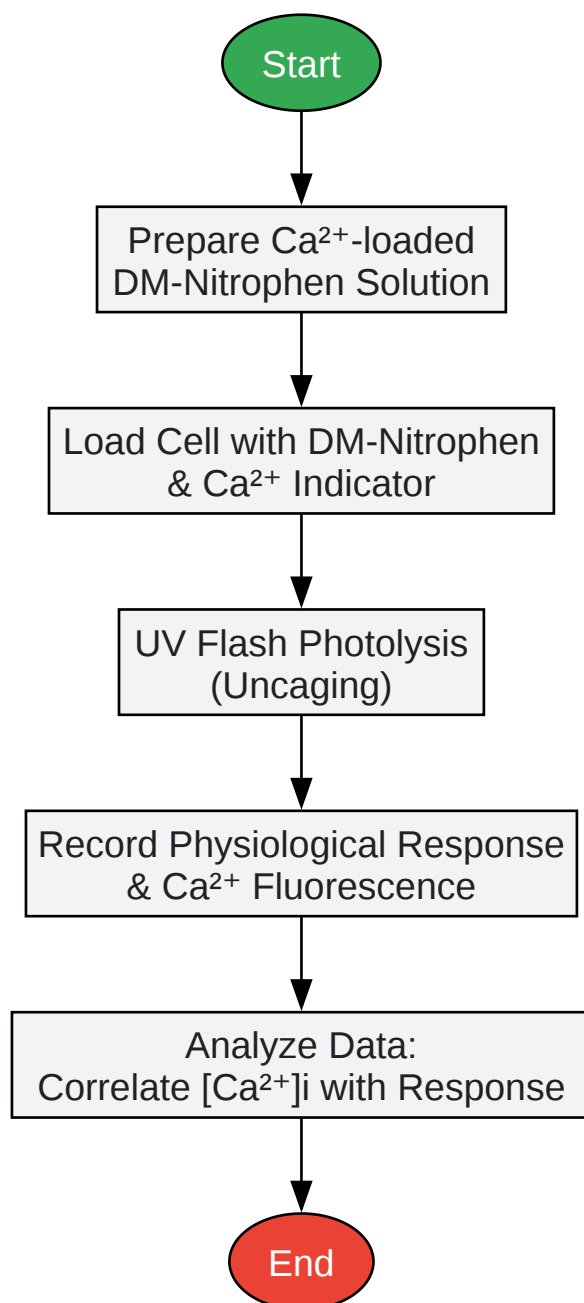 Start
Prepare Ca²⁺-loaded
DM-Nitrophen Solution
Load Cell with DM-Nitrophen
& Ca²⁺ Indicator
UV Flash Photolysis
(Uncaging)
Record Physiological Response
& Ca²⁺ Fluorescence
Analyze Data:
Correlate [Ca²⁺]i with Response
End